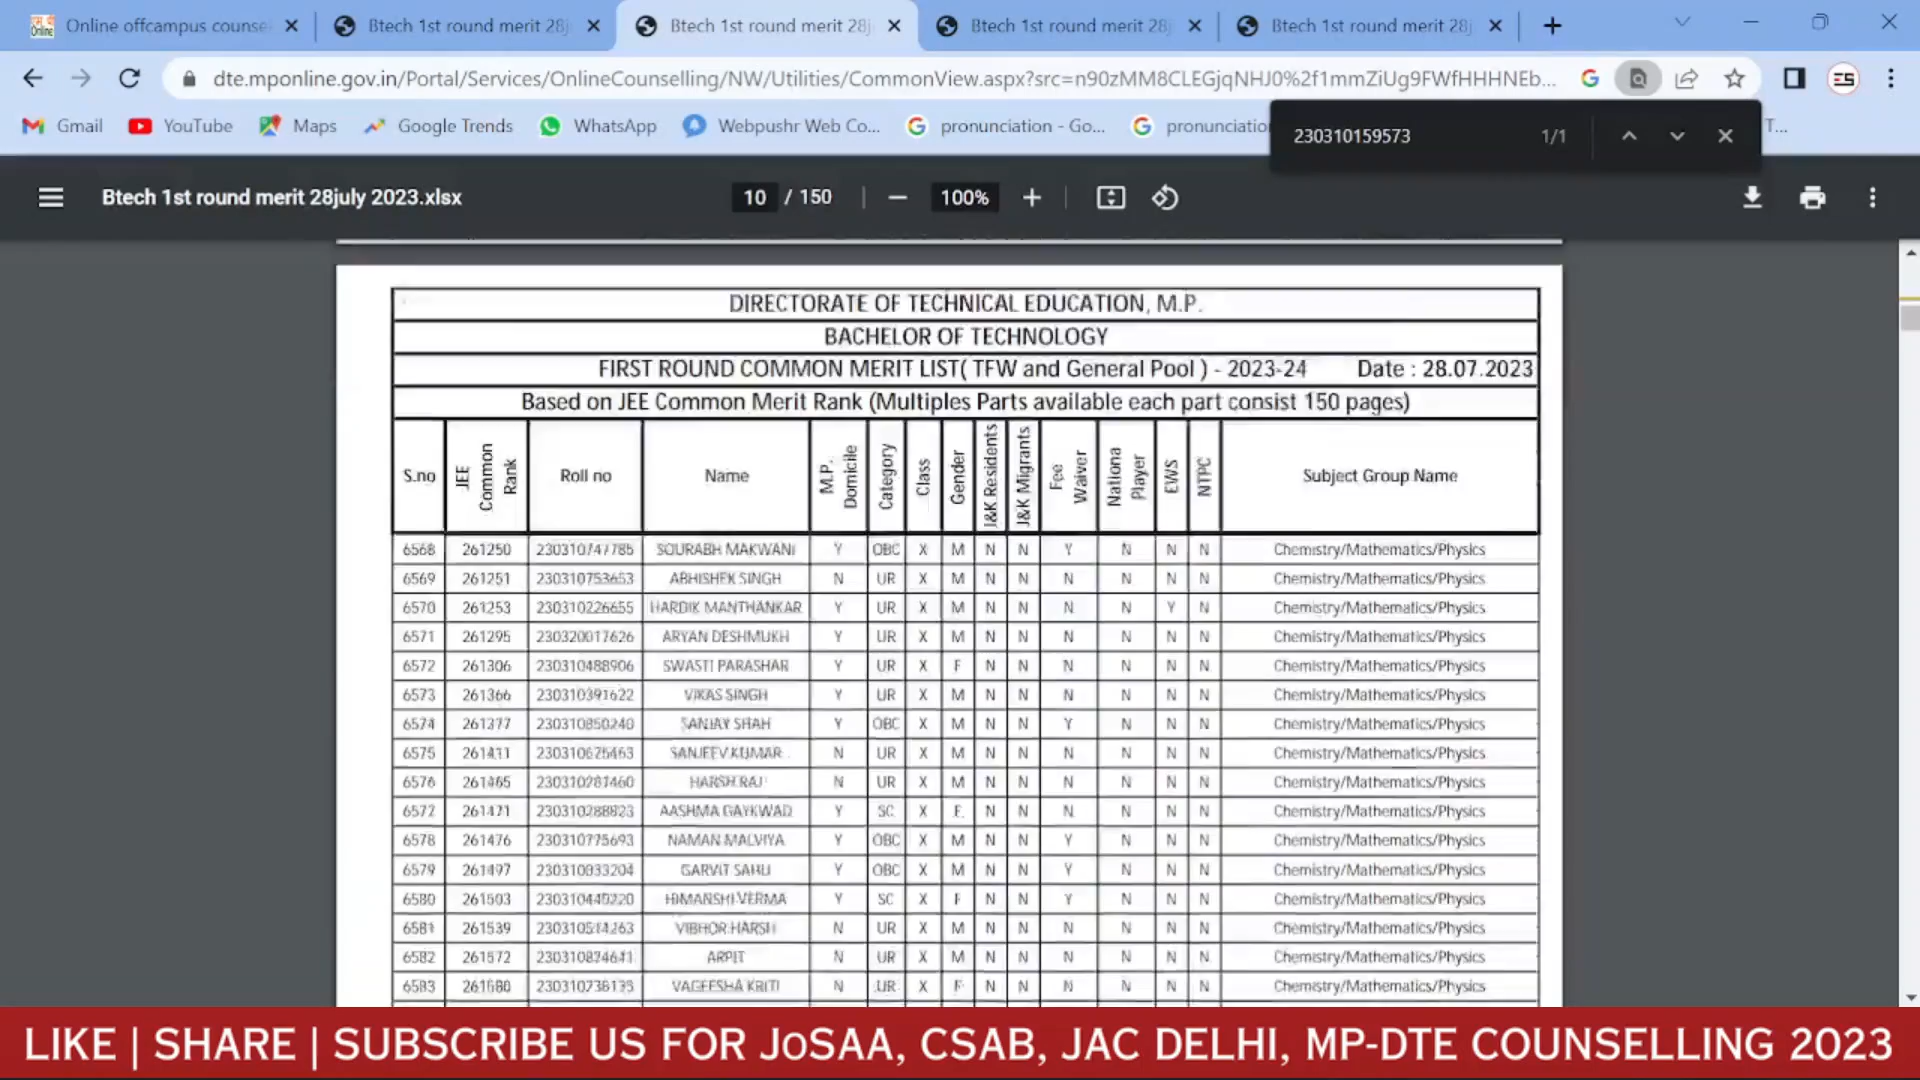 Online offcampus counse
Btech 1st round merit 28j
Btech 1st round merit 28j
Btech 1st round merit 28j
Btech 1st round merit 28j
dte.mponline.gov.in/Portal/Services/OnlineCounselling/NW/Utilities/CommonView.aspx?src=n90zMM8CLEGjqNHJ0%2f1mmZiUg9FWfHHHNEb...
Gmail YouTube Maps Google Trends WhatsApp Webpushr Web Co... pronunciation - Go... pronunciation T...
230310159573 1/1
Btech 1st round merit 28july 2023.xlsx
10 / 150 100%
DIRECTORATE OF TECHNICAL EDUCATION, M.P.
BACHELOR OF TECHNOLOGY
FIRST ROUND COMMON MERIT LIST( TFW and General Pool ) - 2023-24 Date : 28.07.2023
Based on JEE Common Merit Rank (Multiples Parts available each part consist 150 pages)
S.no JEE Common Rank Roll no Name M.P. Domicile Category Class Gender J&K Residents J&K Migrants Fee Waiver Nationa Player EWS NTPC Subject Group Name
6568 261250 230310747785 SOURABH MAKWANI Y OBC X M N N Y N N N Chemistry/Mathematics/Physics
6569 261251 230310753653 ABHISHEK SINGH N UR X M N N N N N N Chemistry/Mathematics/Physics
6570 261253 230310226655 HARDIK MANTHANKAR Y UR X M N N N N Y N Chemistry/Mathematics/Physics
6571 261295 230320017626 ARYAN DESHMUKH Y UR X M N N N N N N Chemistry/Mathematics/Physics
6572 261306 230310488906 SWASTI PARASHAR Y UR X F N N N N N N Chemistry/Mathematics/Physics
6573 261366 230310391622 VIKAS SINGH Y UR X M N N N N N N Chemistry/Mathematics/Physics
6574 261377 230310850240 SANJAY SHAH Y OBC X M N N Y N N N Chemistry/Mathematics/Physics
6575 261411 SANJEEV KUMAR N UR X M N N N N N N Chemistry/Mathematics/Physics
6576 261465 HARSH RAJ N UR X M N N N N N N Chemistry/Mathematics/Physics
261471 230310288823 AASHMA GAYKWAD Y SC X F N N N N N N Chemistry/Mathematics/Physics
6578 261476 230310775693 NAMAN MALVIYA Y OBC X M N N Y N N N Chemistry/Mathematics/Physics
6579 261497 230310033204 GARVIT SAHU Y OBC X M N N Y N N N Chemistry/Mathematics/Physics
6580 261503 HIMANSHI VERMA Y SC X F N N Y N N N Chemistry/Mathematics/Physics
6581 261539 VIBHOR HARSH N UR X M N N N N N N Chemistry/Mathematics/Physics
6582 261572 ARPIT N UR X M N N N N N N Chemistry/Mathematics/Physics
6583 261580 VAGEESHA KRITI N UR X F N N N N N N Chemistry/Mathematics/Physics
LIKE | SHARE | SUBSCRIBE US FOR JoSAA, CSAB, JAC DELHI, MP-DTE COUNSELLING 2023